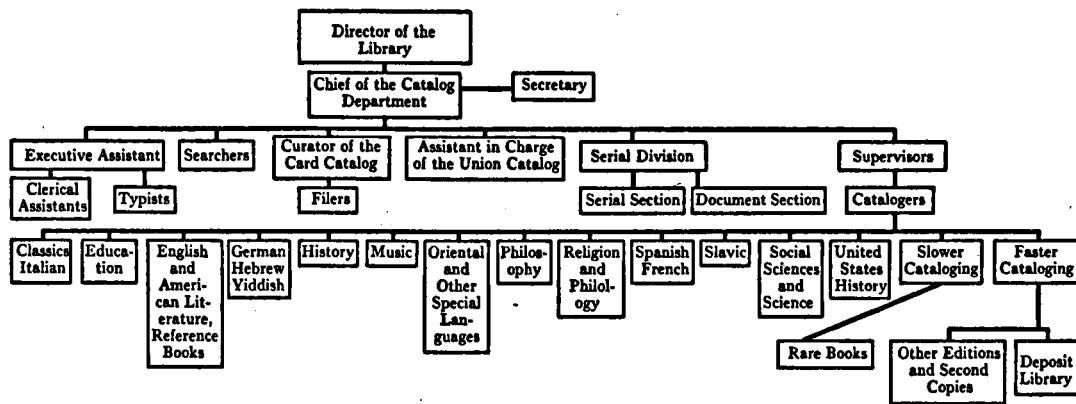 Director of the
Library
Chief of the Catalog
Department
Secretary
Executive Assistant
Searchers
Curator of the
Card Catalog
Assistant in Charge
of the Union Catalog
Serial Division
Supervisors
Clerical
Assistants
Typists
Filers
Serial Section
Document Section
Catalogers
Classics
Italian
Educa-
tion
English
and
Ameri-
can Lit-
erature,
Reference
Books
German
Hebrew
Yiddish
History
Music
Oriental
and
Other
Special
Lan-
guages
Philos-
ophy
Religion
and
Philology
Spanish
French
Slavic
Social
Sciences
and
Science
United
States
History
Slower
Cataloging
Faster
Cataloging
Rare Books
Other Editions
and Second
Copies
Deposit
Library